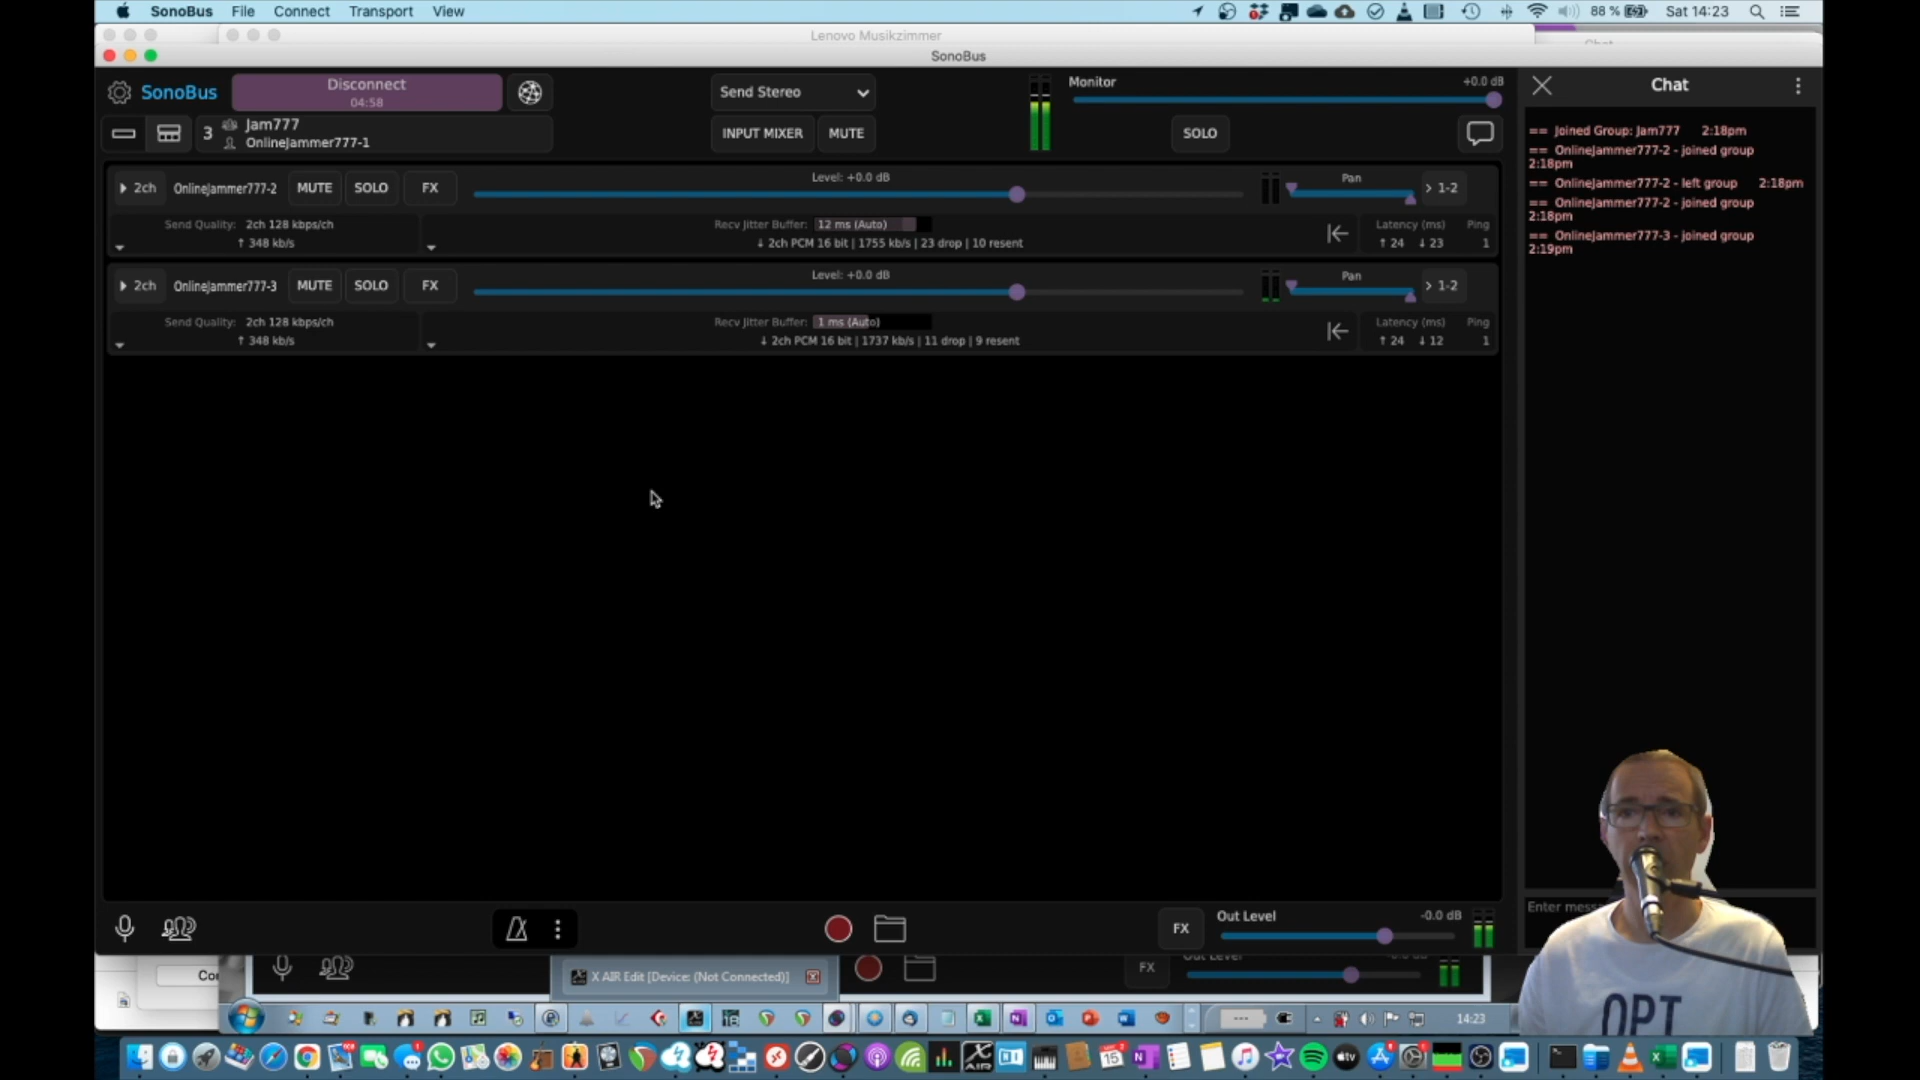 SonoBus File Connect Transport View
88 % Sat 14:23
Lenovo Musikzimmer
Chat
SonoBus
SonoBus
Disconnect
04:58
Send Stereo
Monitor +0.0 dB
3 Jam777
OnlineJammer777-1
INPUT MIXER MUTE
SOLO
2ch OnlineJammer777-2 MUTE SOLO FX
Level: +0.0 dB
Pan
> 1-2
Send Quality: 2ch 128 kbps/ch
↑ 348 kb/s
Recv Jitter Buffer: 12 ms (Auto)
↓ 2ch PCM 16 bit | 1755 kb/s | 23 drop | 10 resent
Latency (ms) Ping
↑ 24 ↓ 23 1
2ch OnlineJammer777-3 MUTE SOLO FX
Level: +0.0 dB
Pan
> 1-2
Send Quality: 2ch 128 kbps/ch
↑ 348 kb/s
Recv Jitter Buffer: 1 ms (Auto)
↓ 2ch PCM 16 bit | 1737 kb/s | 11 drop | 9 resent
Latency (ms) Ping
↑ 24 ↓ 12 1
Chat
== Joined Group: Jam777 2:18pm
== OnlineJammer777-2 - joined group
2:18pm
== OnlineJammer777-2 - left group 2:18pm
== OnlineJammer777-2 - joined group
2:18pm
== OnlineJammer777-3 - joined group
2:19pm
Enter mess
FX
Out Level -0.0 dB
X AIR Edit [Device: (Not Connected)]
FX
Out Level
14:23
OPT
X AIR
tv